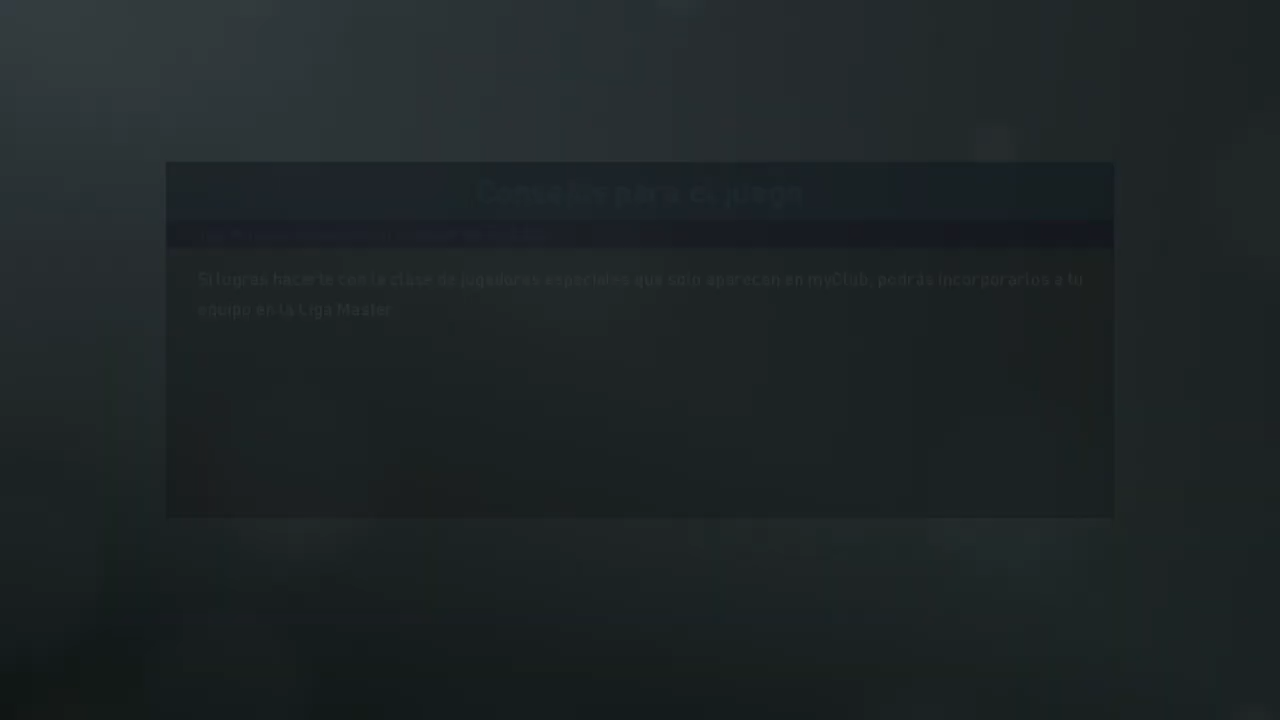 Consejos para el juego
Si logras hacerte con la clase de jugadores especiales que solo aparecen en myClub, podrás incorporarlos a tu
equipo en la Liga Master.